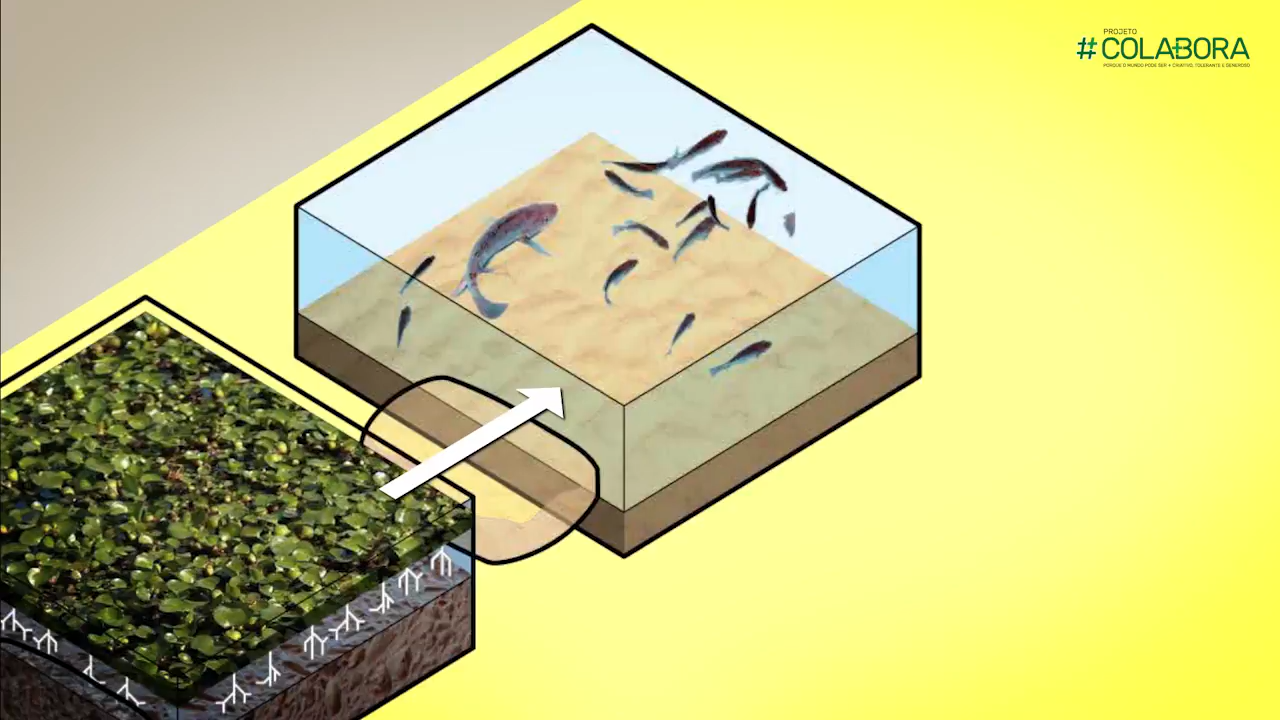 PROJETO
#COLABORA
PORQUE O MUNDO PODE SER + CRIATIVO, TOLERANTE E GENEROSO